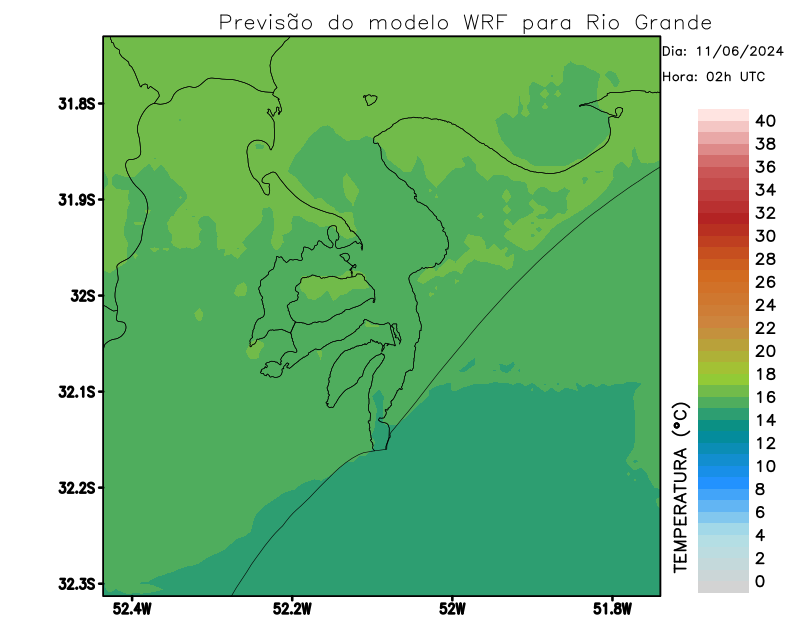 Previsão do modelo WRF para Rio Grande
Dia: 11/06/2024
Hora: 02h UTC
31.8S
31.9S
32S
32.1S
32.2S
32.3S
52.4W
52.2W
52W
51.8W
TEMPERATURA (°C)
40
38
36
34
32
30
28
26
24
22
20
18
16
14
12
10
8
6
4
2
0